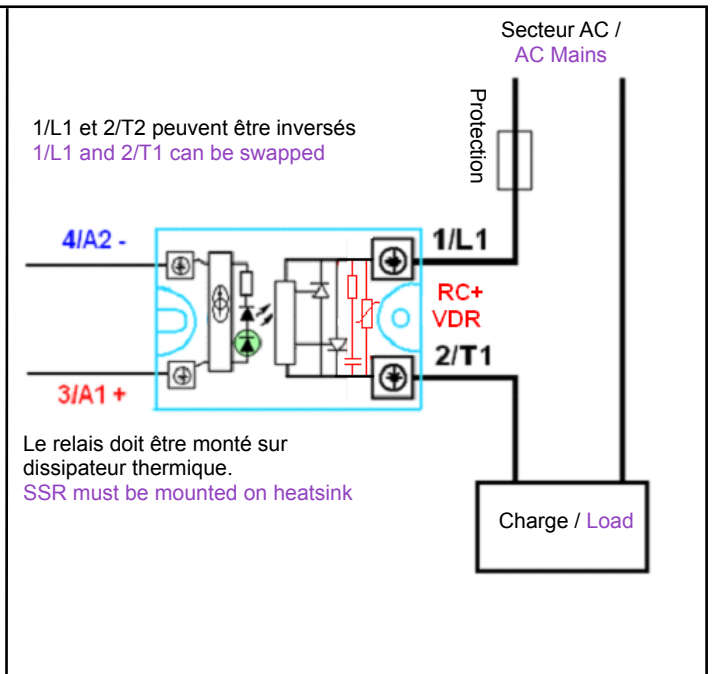 Secteur AC /
AC Mains
Protection
1/L1 et 2/T2 peuvent être inversés
1/L1 and 2/T1 can be swapped
4/A2 -
1/L1
RC+
VDR
2/T1
3/A1 +
Le relais doit être monté sur
dissipateur thermique.
SSR must be mounted on heatsink
Charge / Load